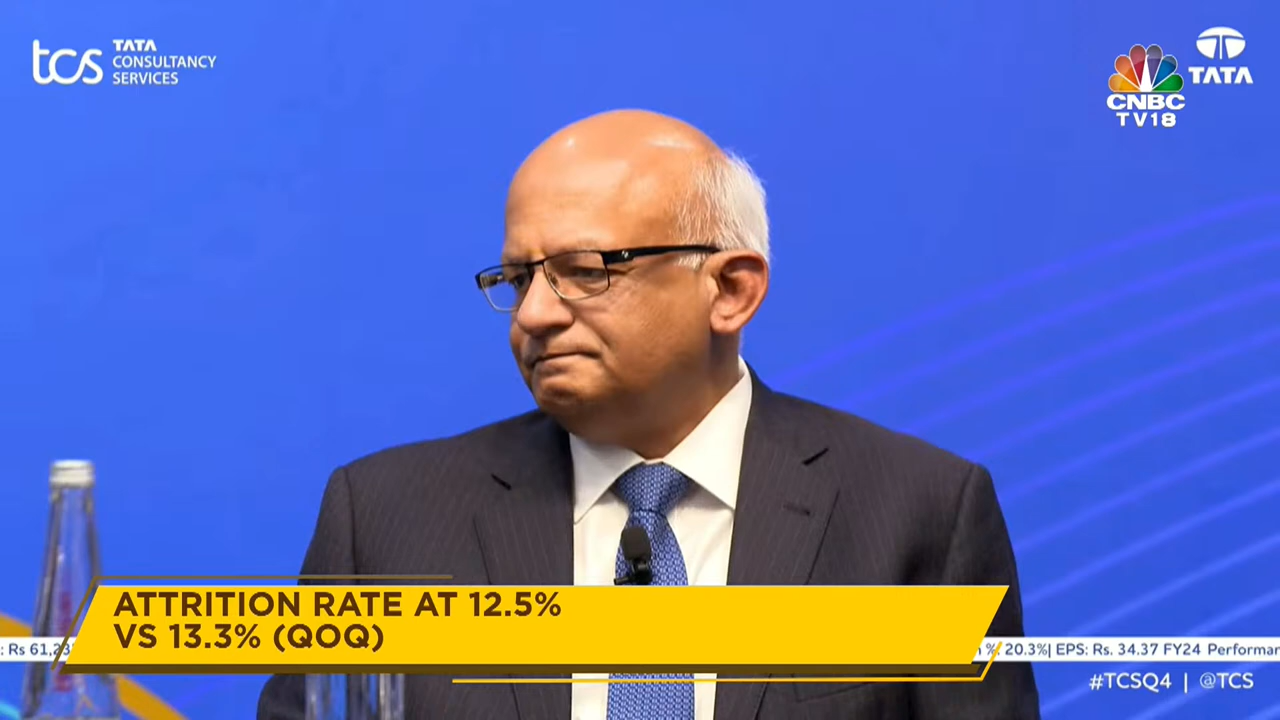 tcs TATA
CONSULTANCY
SERVICES
CNBC
TV18
TATA
ATTRITION RATE AT 12.5%
VS 13.3% (QOQ)
: Rs
%: 20.3%| EPS: Rs. 34.37 FY24
#TCSQ4 | @TCS